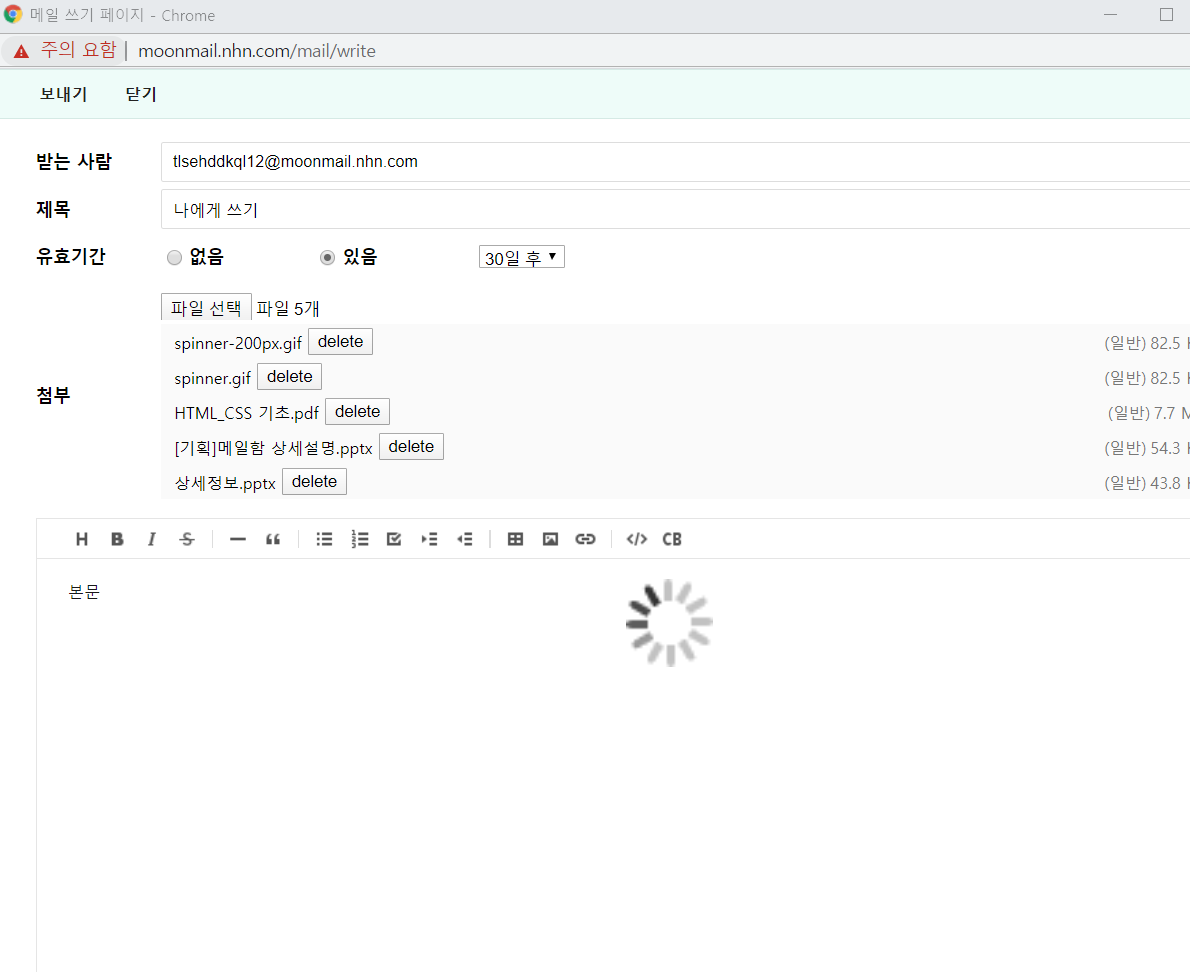 메일 쓰기 페이지 - Chrome
주의 요함 | moonmail.nhn.com/mail/write
보내기 닫기
받는 사람 tlsehddkql12@moonmail.nhn.com
제목 나에게 쓰기
유효기간 없음 있음 30일 후
파일 선택 파일 5개
첨부
spinner-200px.gif delete (일반) 82.5
spinner.gif delete (일반) 82.5
HTML_CSS 기초.pdf delete (일반) 7.7 M
[기획]메일함 상세설명.pptx delete (일반) 54.3
상세정보.pptx delete (일반) 43.8
H B I S CB
본문